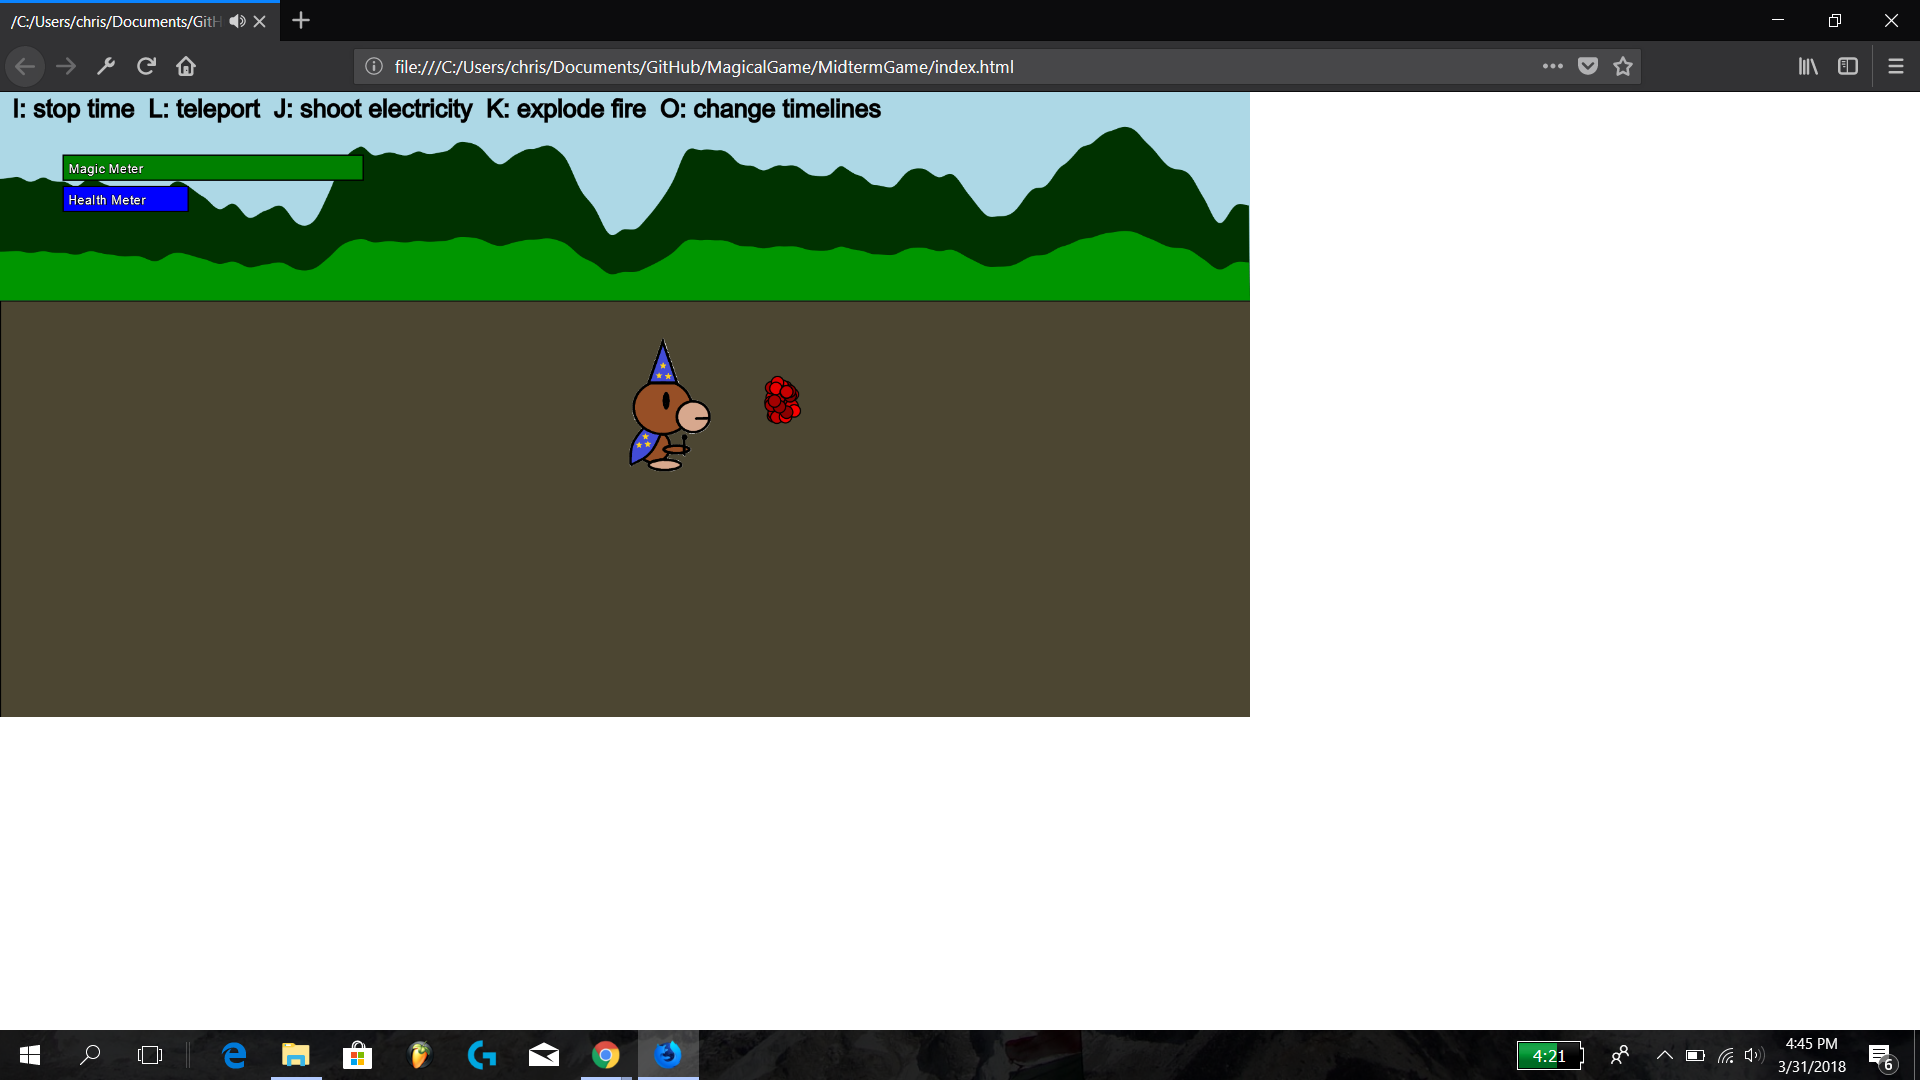 /C:/Users/chris/Documents/GitH
file:///C:/Users/chris/Documents/GitHub/MagicalGame/MidtermGame/index.html
I: stop time  L: teleport  J: shoot electricity  K: explode fire  O: change timelines
Magic Meter
Health Meter
4:21
4:45 PM
3/31/2018
6